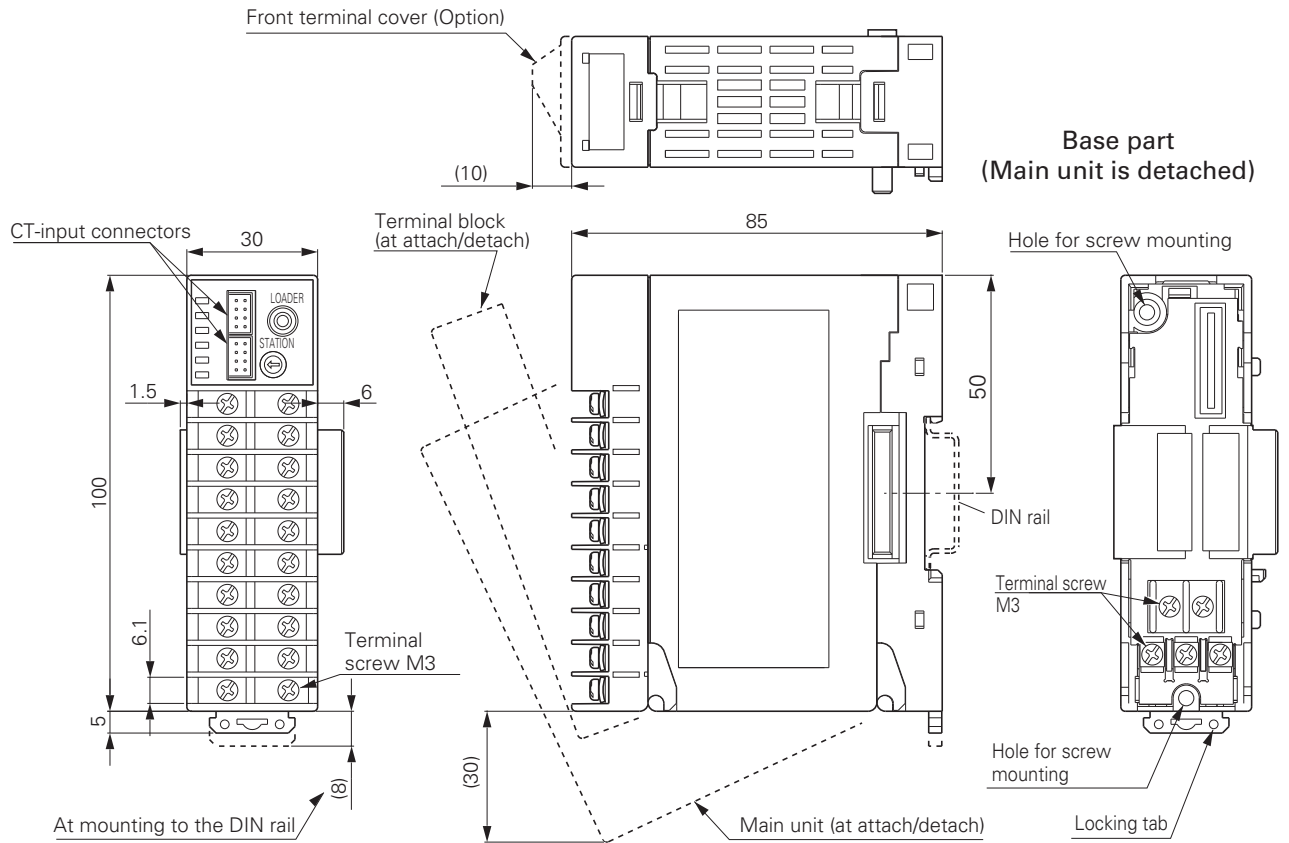 Front terminal cover (Option)
(10)
Base part
(Main unit is detached)
CT-input connectors
30
Terminal block
(at attach/detach)
85
Hole for screw mounting
LOADER
STATION
1.5
6
50
100
DIN rail
Terminal screw
M3
6.1
Terminal
screw M3
5
(8)
(30)
Hole for screw
mounting
At mounting to the DIN rail
Main unit (at attach/detach)
Locking tab